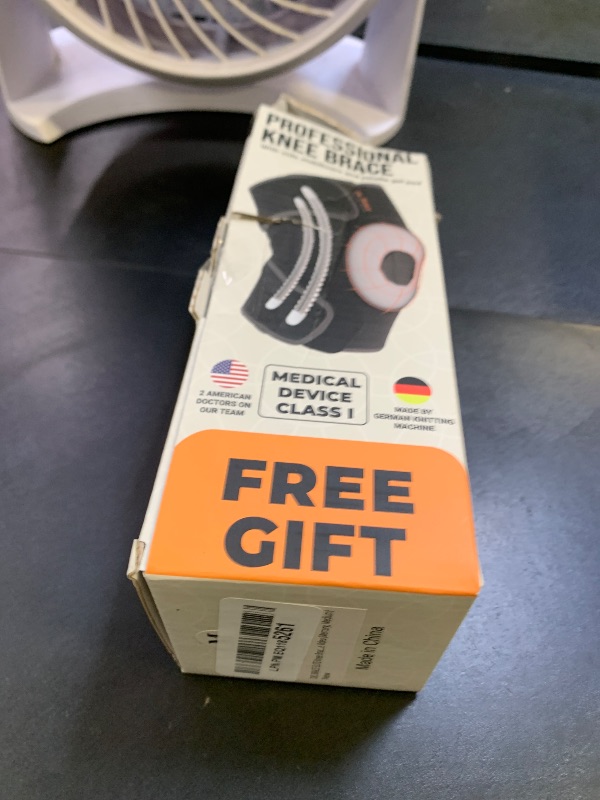 PROFESSIONAL
KNEE BRACE
2 AMERICAN
DOCTORS ON
OUR TEAM
MEDICAL
DEVICE
CLASS I
MADE BY
GERMAN KNITTING
MACHINE
FREE
GIFT
5261
Made in China